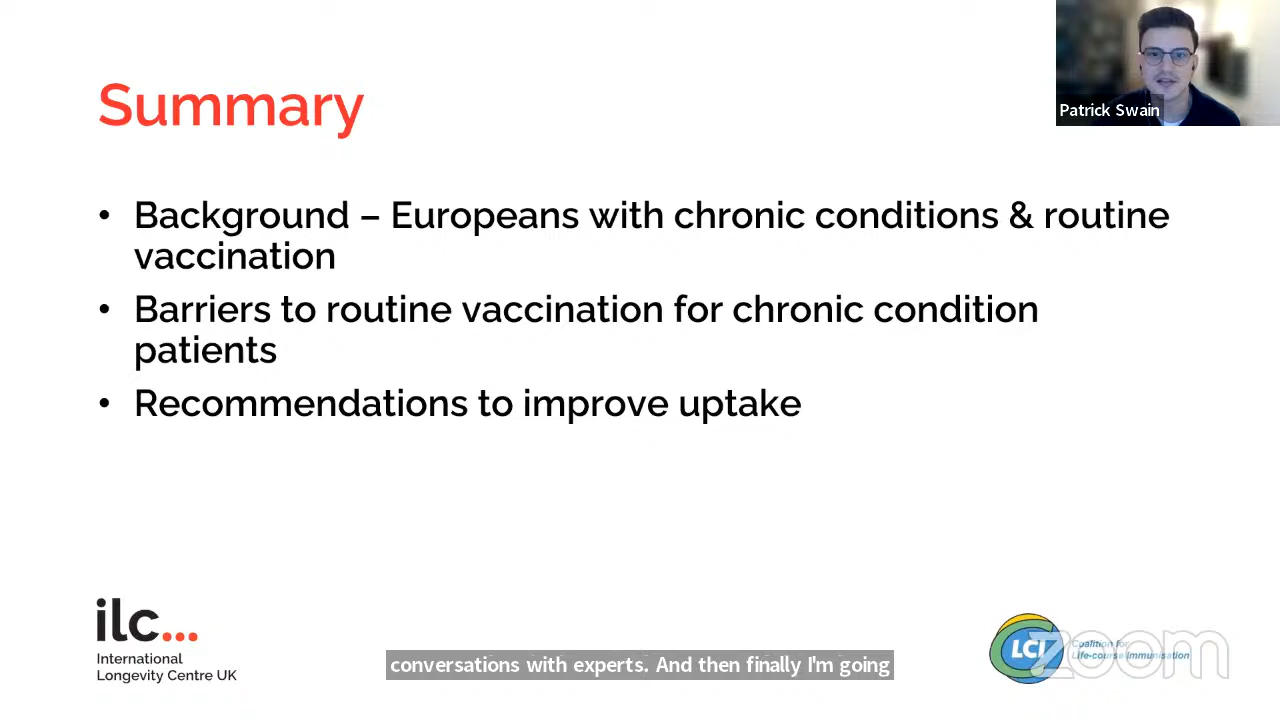 Summary
Patrick Swain
• Background – Europeans with chronic conditions & routine
vaccination
• Barriers to routine vaccination for chronic condition
patients
• Recommendations to improve uptake
ilc...
International
Longevity Centre UK
conversations with experts. And then finally I'm going
LCI
Coalition for
Life-course Immunisation
zoom